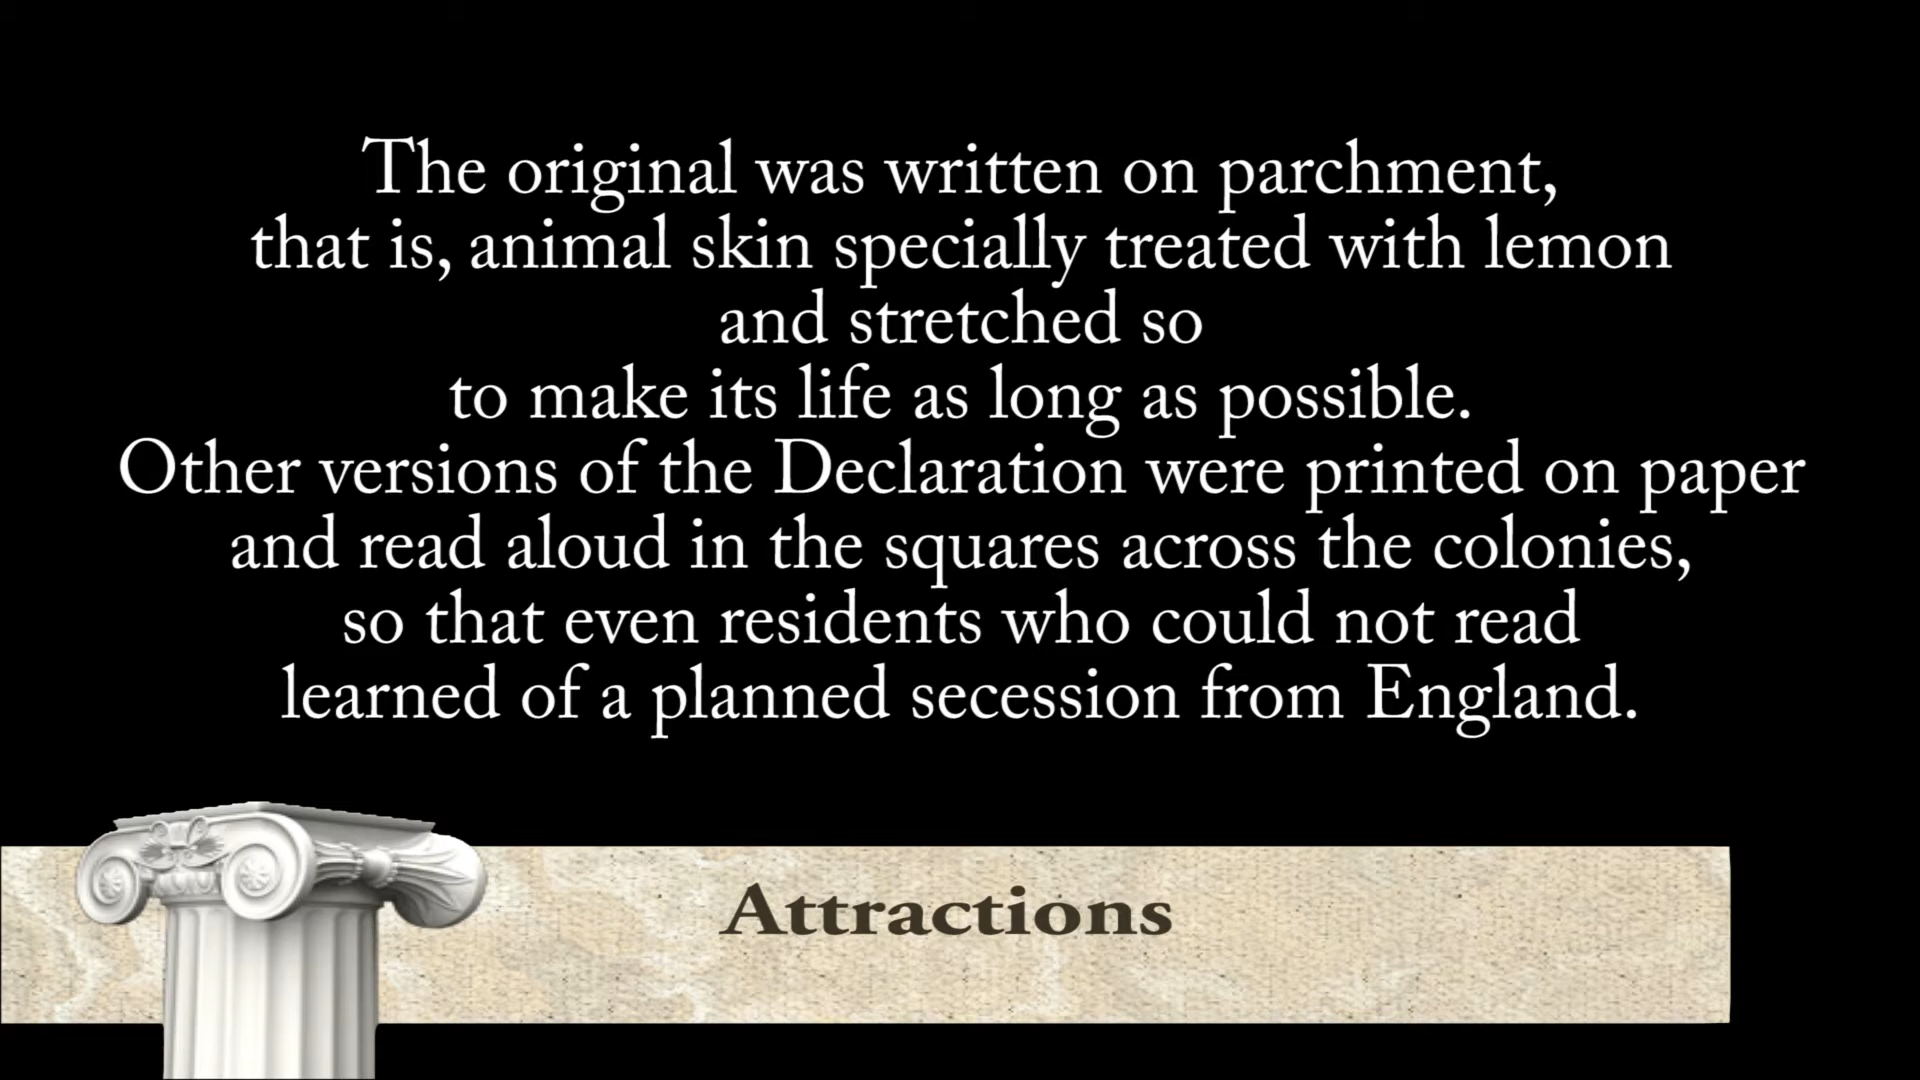 The original was written on parchment,
that is, animal skin specially treated with lemon
and stretched so
to make its life as long as possible.
Other versions of the Declaration were printed on paper
and read aloud in the squares across the colonies,
so that even residents who could not read
learned of a planned secession from England.
Attractions